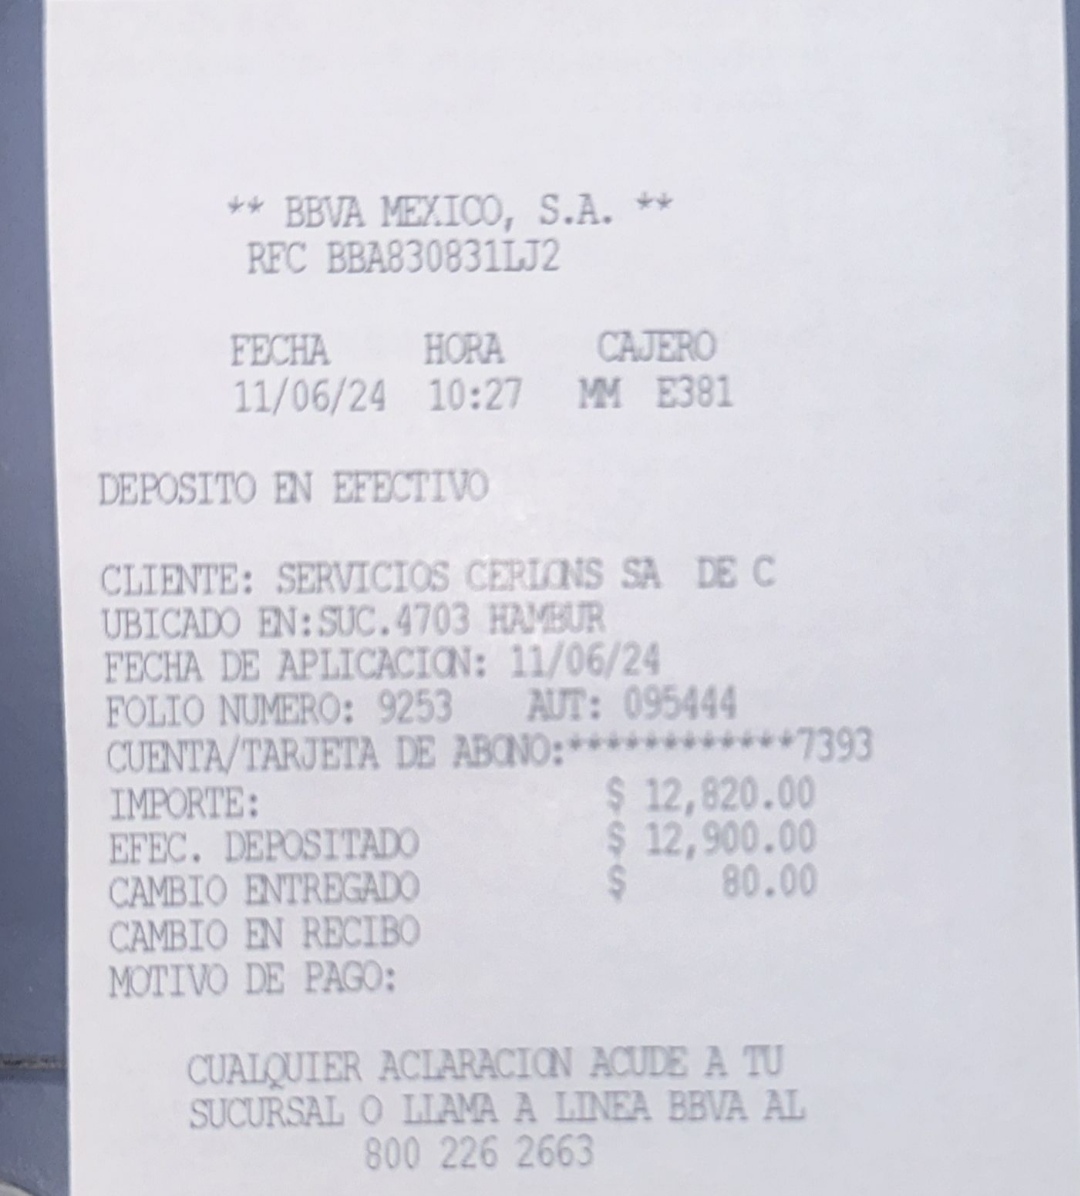 ** BBVA MEXICO, S.A. **
RFC BBA830831LJ2
FECHA HORA CAJERO
11/06/24 10:27 MM E381
DEPOSITO EN EFECTIVO
CLIENTE: SERVICIOS CERLONS SA DE C
UBICADO EN:SUC.4703 HAMBUR
FECHA DE APLICACION: 11/06/24
FOLIO NUMERO: 9253 AUT: 095444
CUENTA/TARJETA DE ABONO:************7393
IMPORTE: $ 12,820.00
EFEC. DEPOSITADO $ 12,900.00
CAMBIO ENTREGADO $ 80.00
CAMBIO EN RECIBO
MOTIVO DE PAGO:
CUALQUIER ACLARACION ACUDE A TU
SUCURSAL O LLAMA A LINEA BBVA AL
800 226 2663